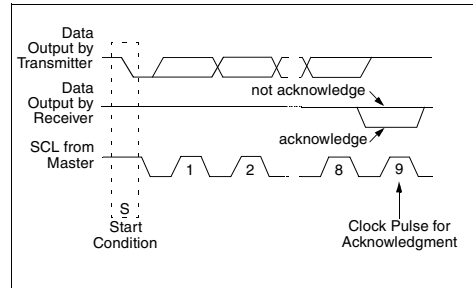 Data
Output by
Transmitter
not acknowledge
Data
Output by
Receiver
acknowledge
SCL from
Master
1
2
8
9
S
Start
Condition
Clock Pulse for
Acknowledgment